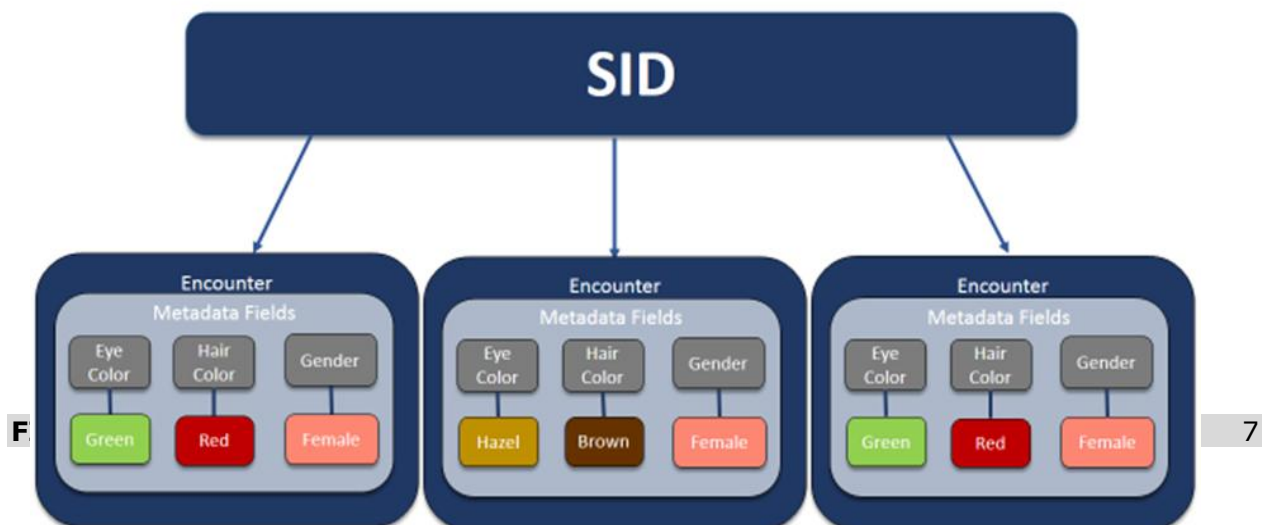 SID
Encounter
Metadata Fields
Eye
Color
Hair
Color
Gender
Green
Red
Female
Encounter
Metadata Fields
Eye
Color
Hair
Color
Gender
Hazel
Brown
Female
Encounter
Metadata Fields
Eye
Color
Hair
Color
Gender
Green
Red
Female
7